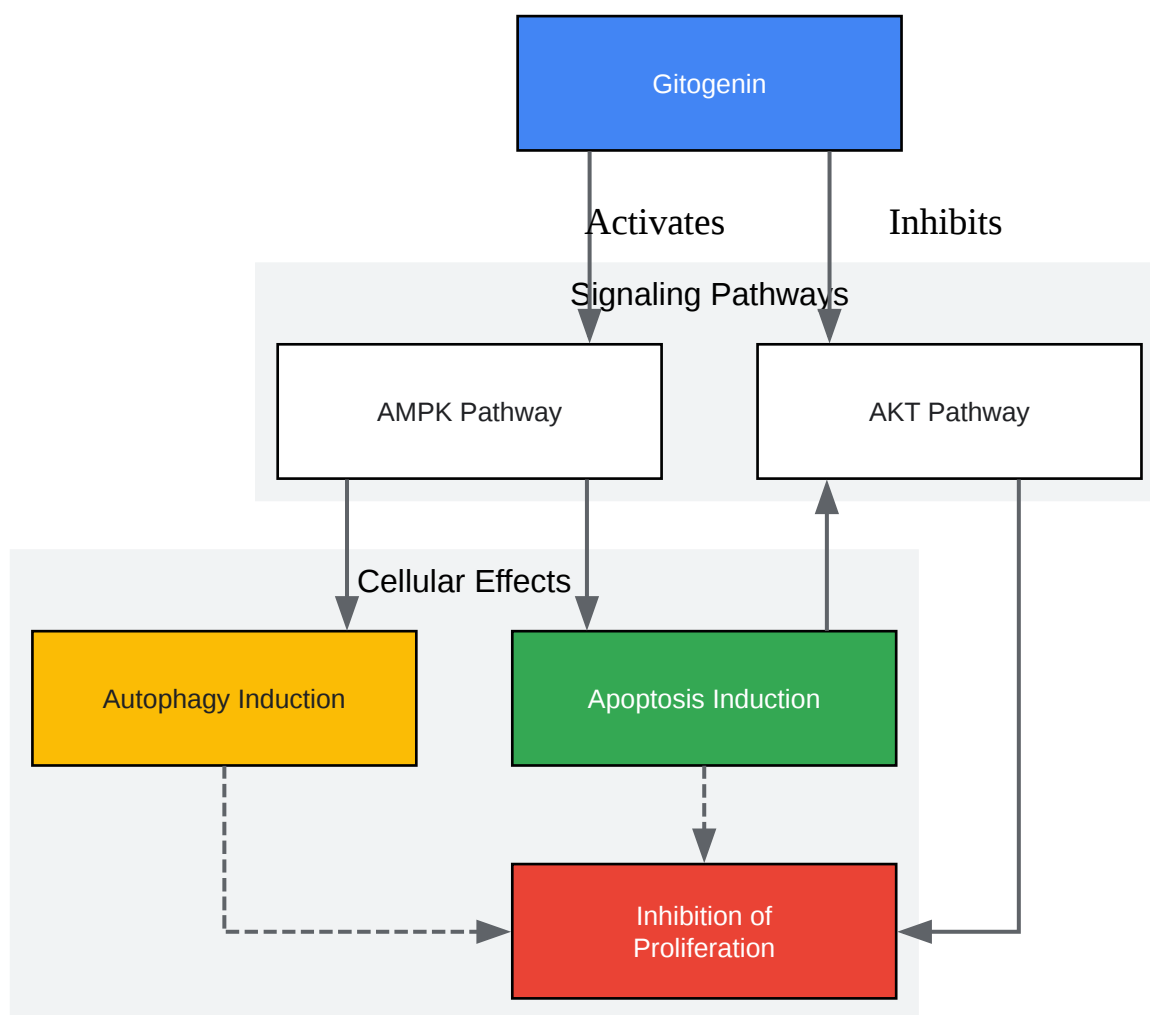 Gitogenin
Activates
Inhibits
Signaling Pathways
AMPK Pathway
AKT Pathway
Cellular Effects
Autophagy Induction
Apoptosis Induction
Inhibition of
Proliferation